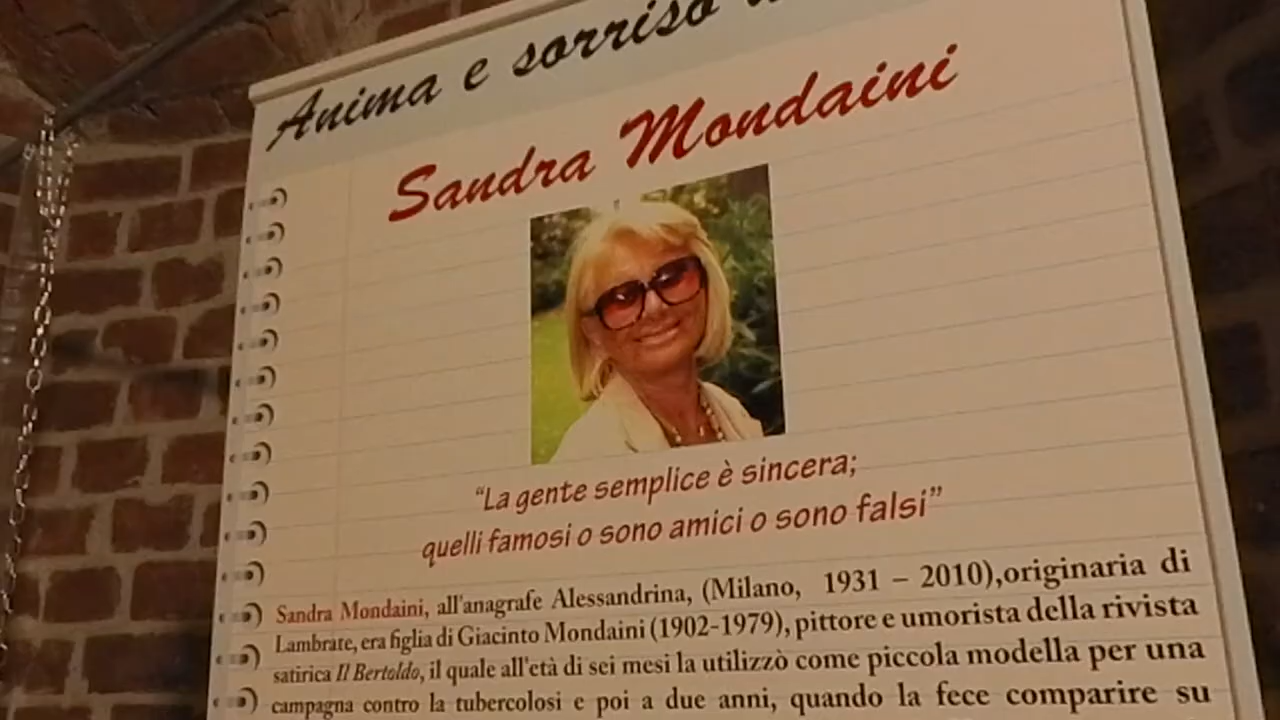 Anima e sorriso
Sandra Mondaini
“La gente semplice è sincera;
quelli famosi o sono amici o sono falsi”
Sandra Mondaini, all'anagrafe Alessandrina, (Milano, 1931 – 2010),originaria di
Lambrate, era figlia di Giacinto Mondaini (1902-1979), pittore e umorista della rivista
satirica Il Bertoldo, il quale all'età di sei mesi la utilizzò come piccola modella per una
campagna contro la tubercolosi e poi a due anni, quando la fece comparire su